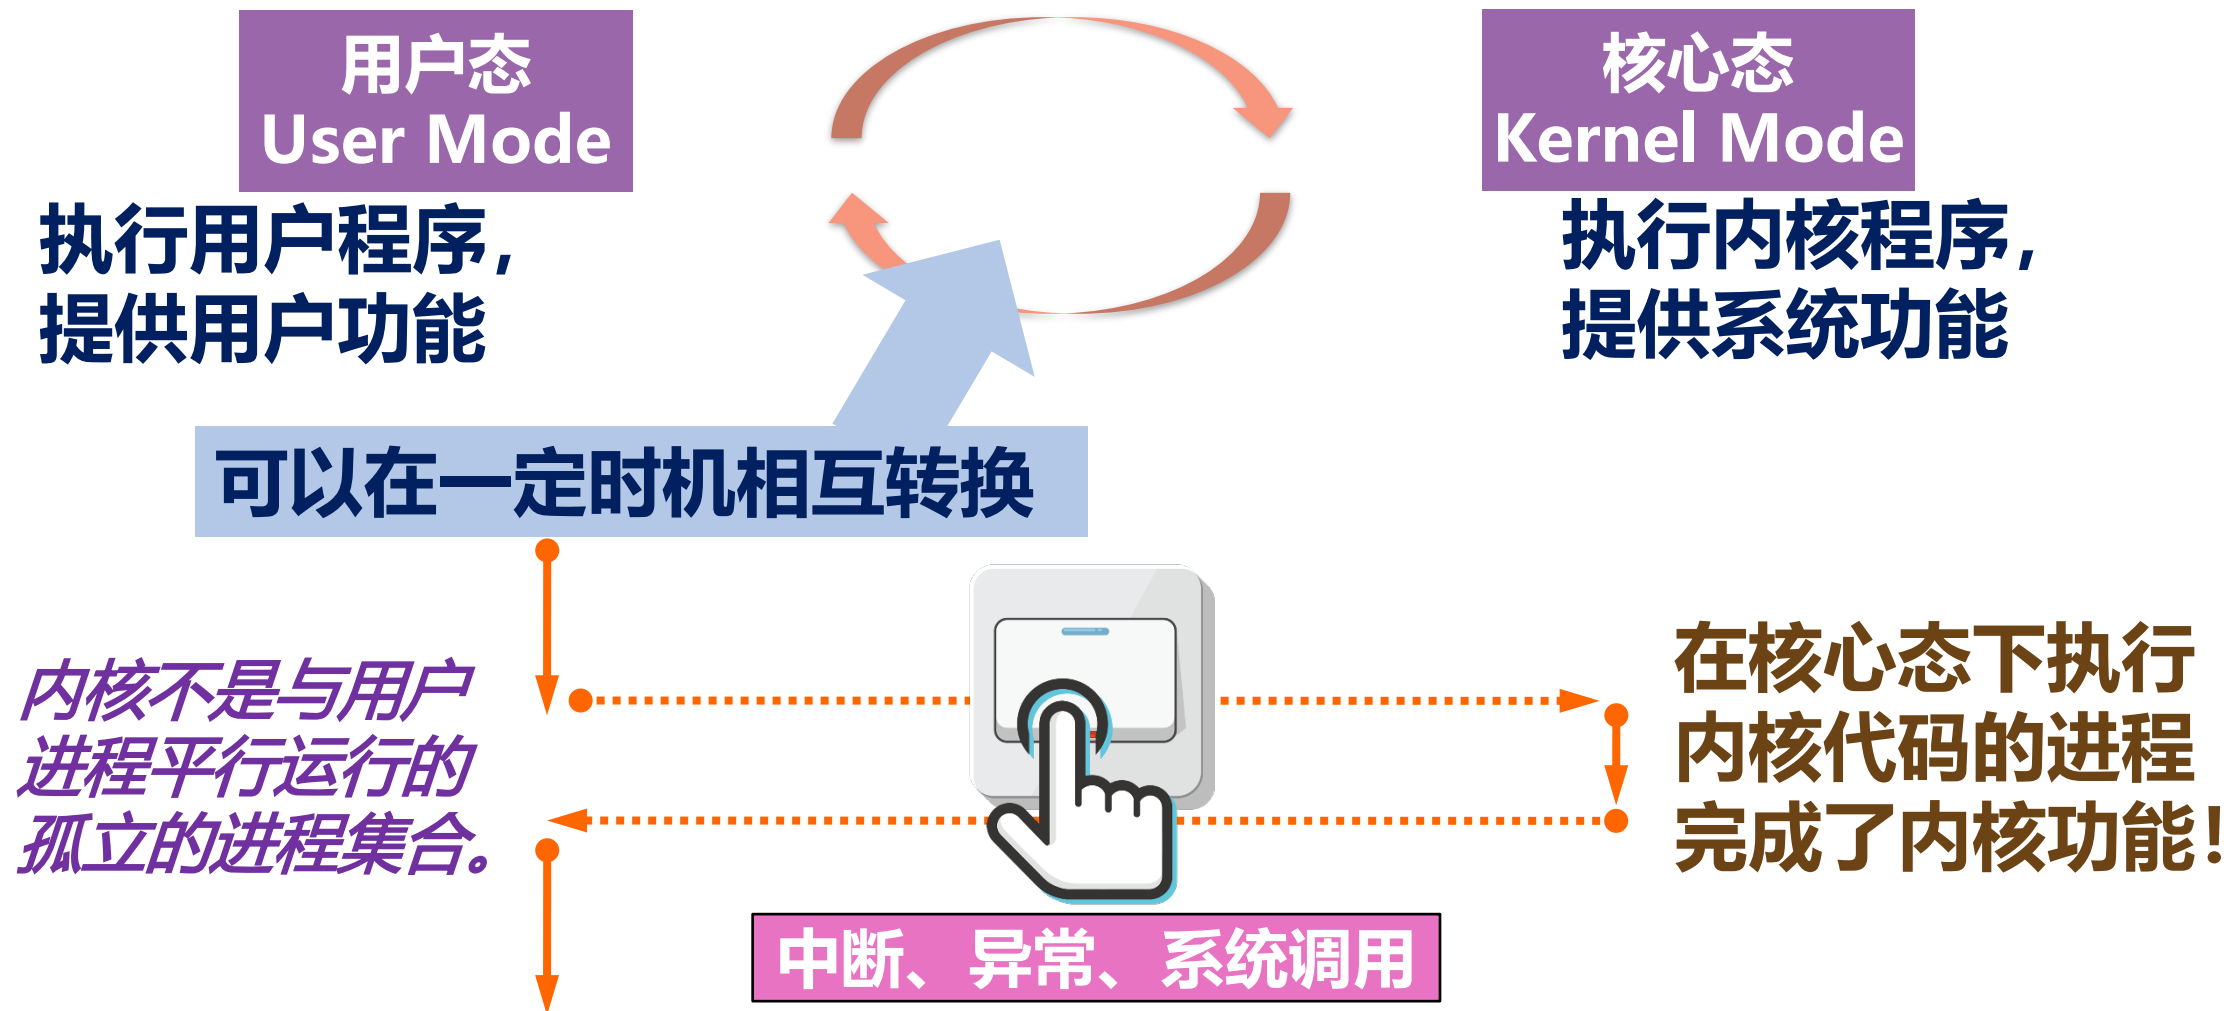 用户态
User Mode
核心态
Kernel Mode
执行用户程序，
提供用户功能
执行内核程序，
提供系统功能
可以在一定时机相互转换
内核不是与用户
进程平行运行的
孤立的进程集合。
在核心态下执行
内核代码的进程
完成了内核功能！
中断、异常、系统调用